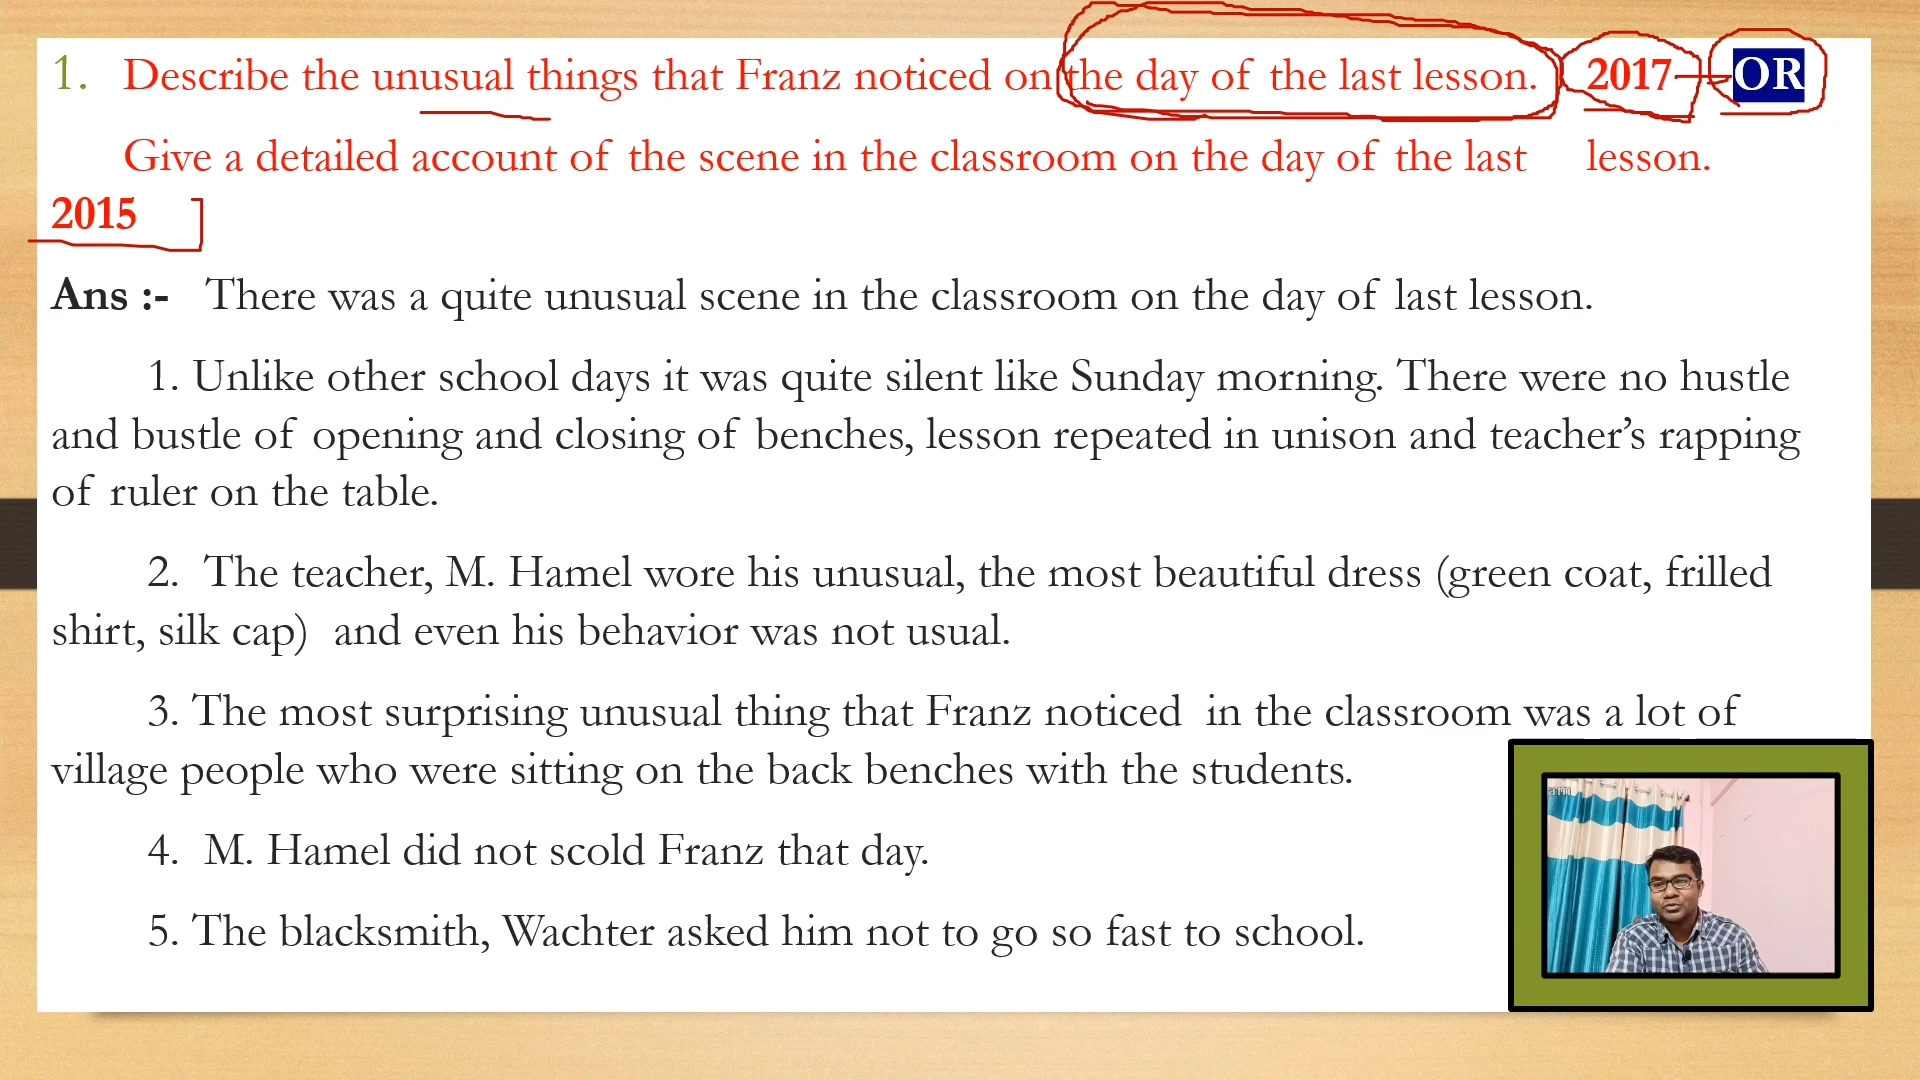 1. Describe the unusual things that Franz noticed on the day of the last lesson. 2017 OR
Give a detailed account of the scene in the classroom on the day of the last lesson.
2015
Ans :- There was a quite unusual scene in the classroom on the day of last lesson.
1. Unlike other school days it was quite silent like Sunday morning. There were no hustle
and bustle of opening and closing of benches, lesson repeated in unison and teacher’s rapping
of ruler on the table.
2. The teacher, M. Hamel wore his unusual, the most beautiful dress (green coat, frilled
shirt, silk cap) and even his behavior was not usual.
3. The most surprising unusual thing that Franz noticed in the classroom was a lot of
village people who were sitting on the back benches with the students.
4. M. Hamel did not scold Franz that day.
5. The blacksmith, Wachter asked him not to go so fast to school.